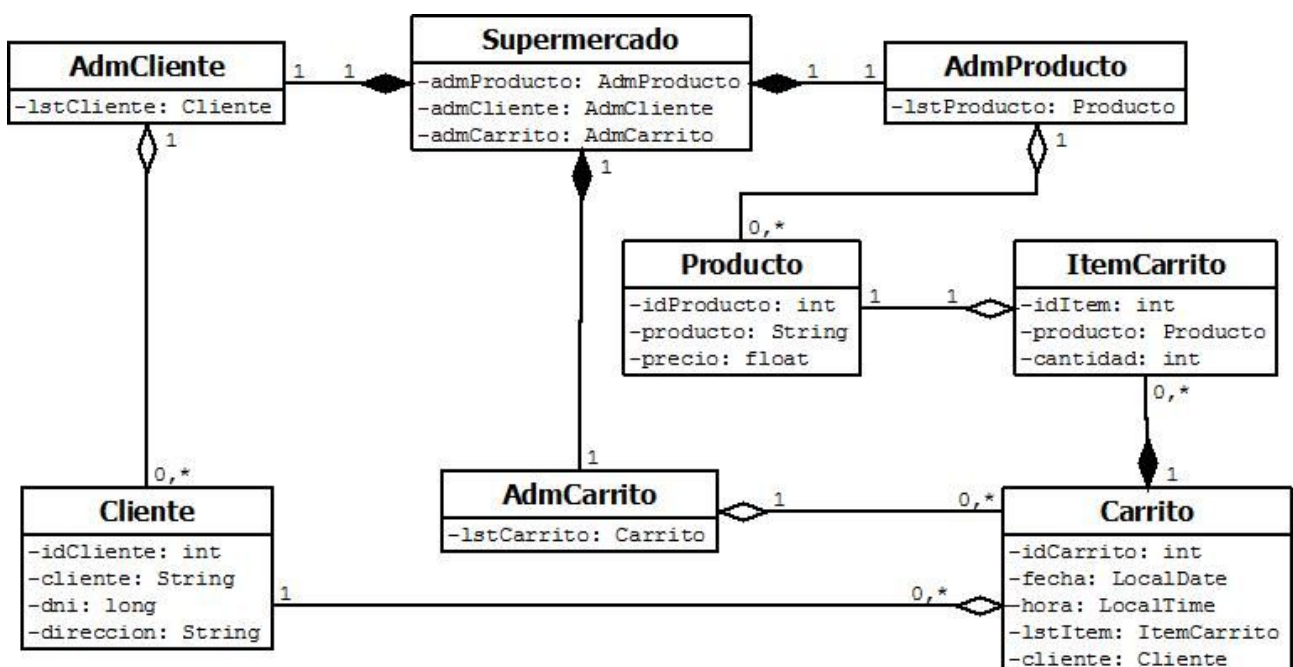 AdmCliente
-lstCliente: Cliente
1
1
1
Supermercado
-admProducto: AdmProducto
-admCliente: AdmCliente
-admCarrito: AdmCarrito
1
1
1
AdmProducto
-lstProducto: Producto
1
0,*
Producto
-idProducto: int
-producto: String
-precio: float
1
1
ItemCarrito
-idItem: int
-producto: Producto
-cantidad: int
0,*
1
0,*
Cliente
-idCliente: int
-cliente: String
-dni: long
-direccion: String
1
1
AdmCarrito
-lstCarrito: Carrito
1
0,*
0,*
Carrito
-idCarrito: int
-fecha: LocalDate
-hora: LocalTime
-lstItem: ItemCarrito
-cliente: Cliente